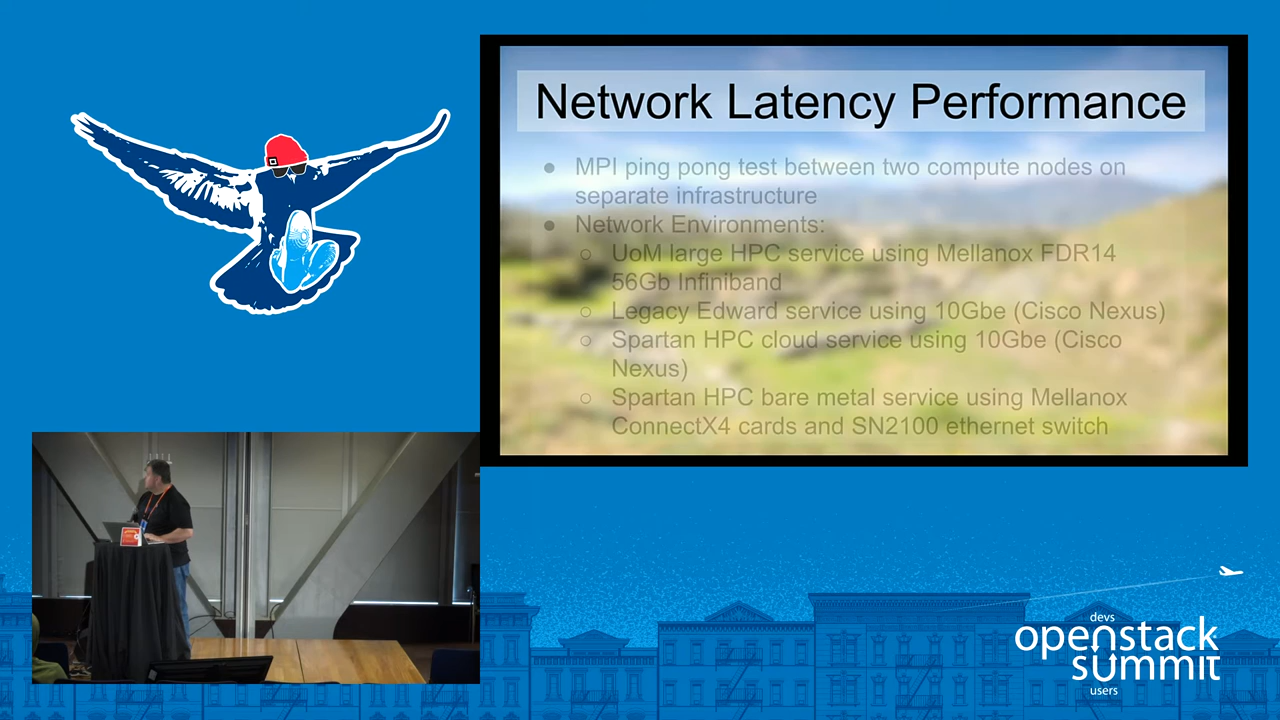 Network Latency Performance
● MPI ping pong test between two compute nodes on
separate infrastructure
● Network Environments:
○ UoM large HPC service using Mellanox FDR14
56Gb Infiniband
○ Legacy Edward service using 10Gbe (Cisco Nexus)
○ Spartan HPC cloud service using 10Gbe (Cisco
Nexus)
○ Spartan HPC bare metal service using Mellanox
ConnectX4 cards and SN2100 ethernet switch
devs
openstack
summit
users